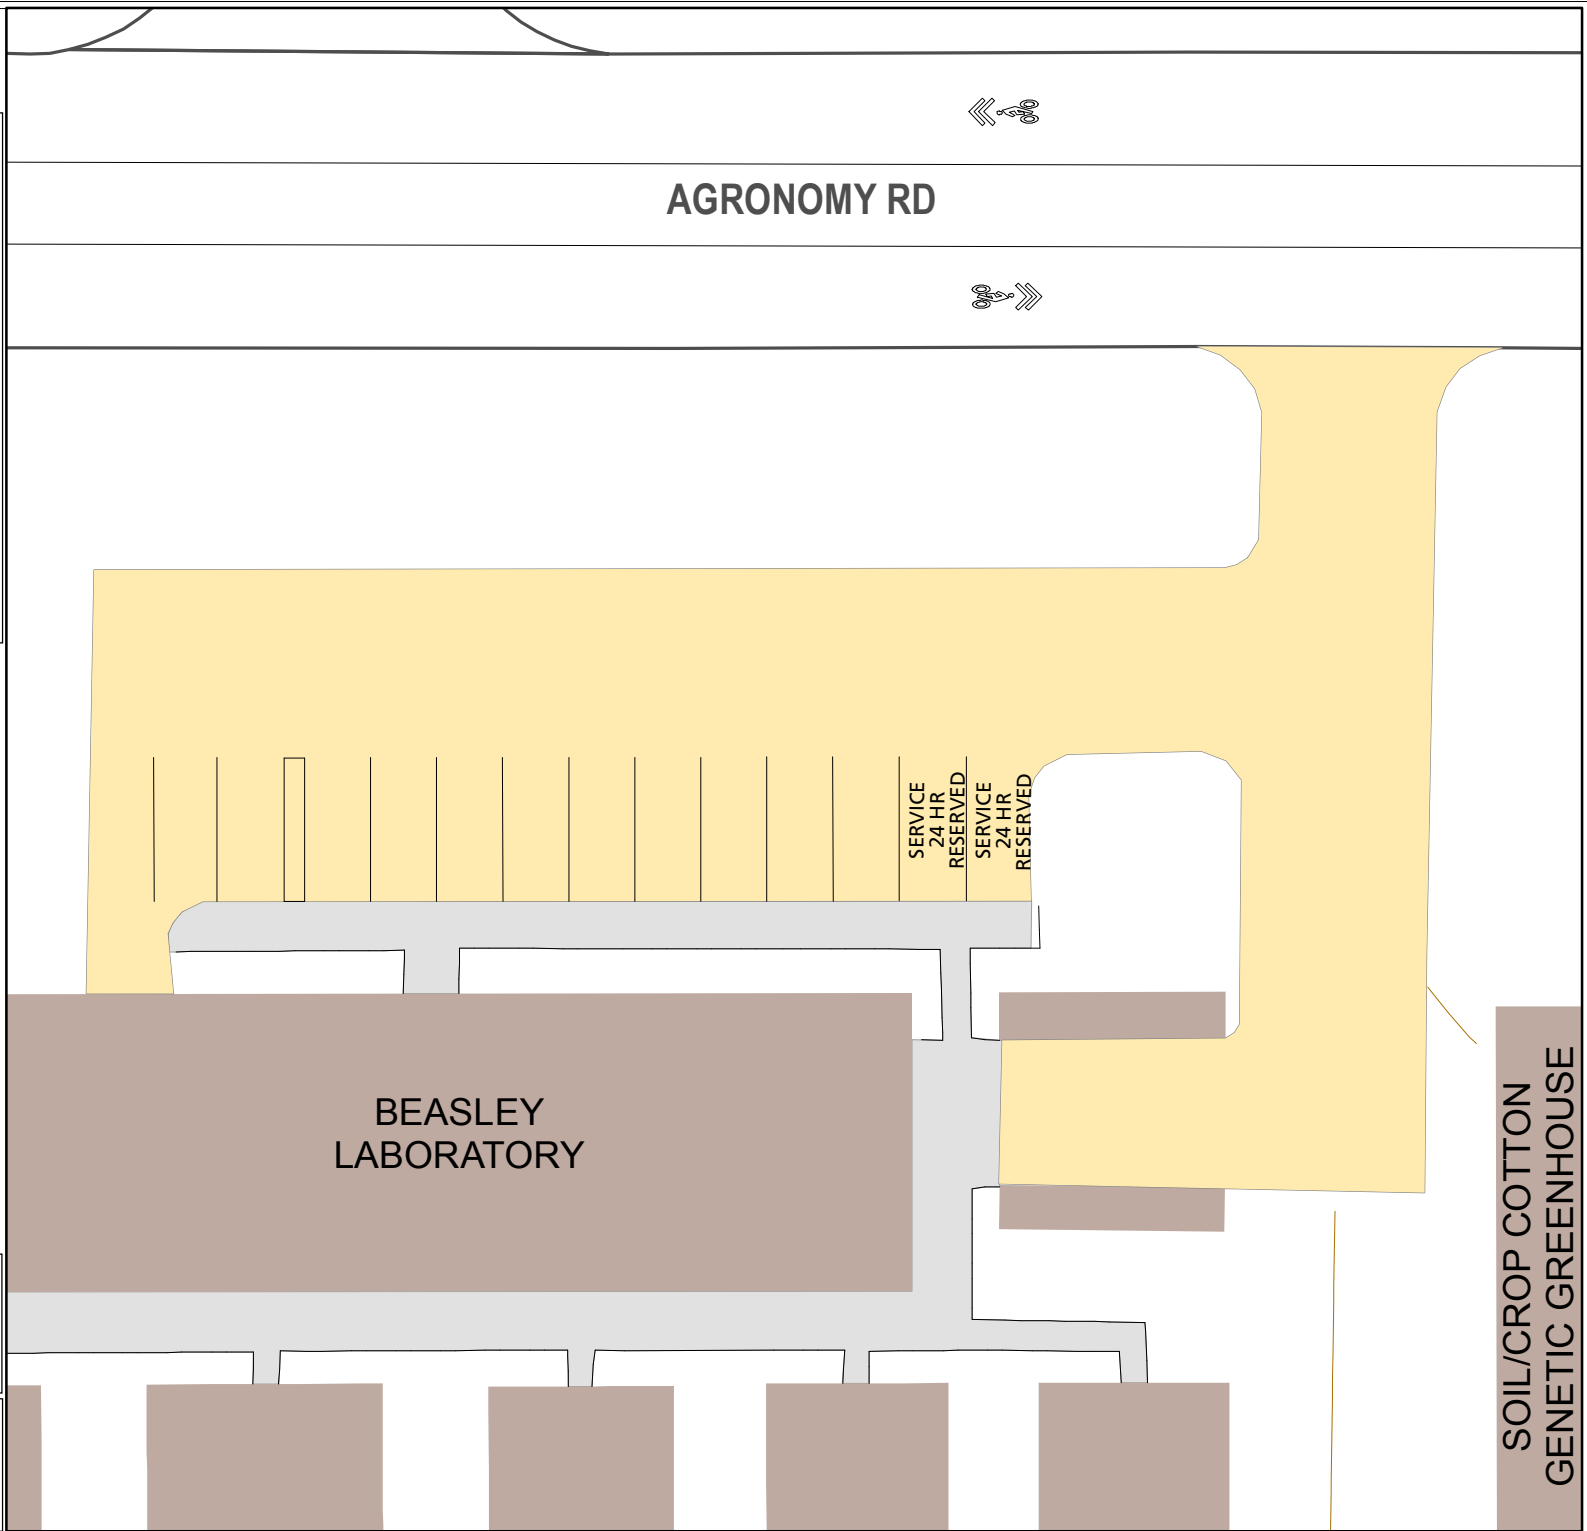 AGRONOMY RD
SERVICE
24 HR
RESERVED
SERVICE
24 HR
RESERVED
BEASLEY
LABORATORY
SOIL/CROP COTTON
GENETIC GREENHOUSE